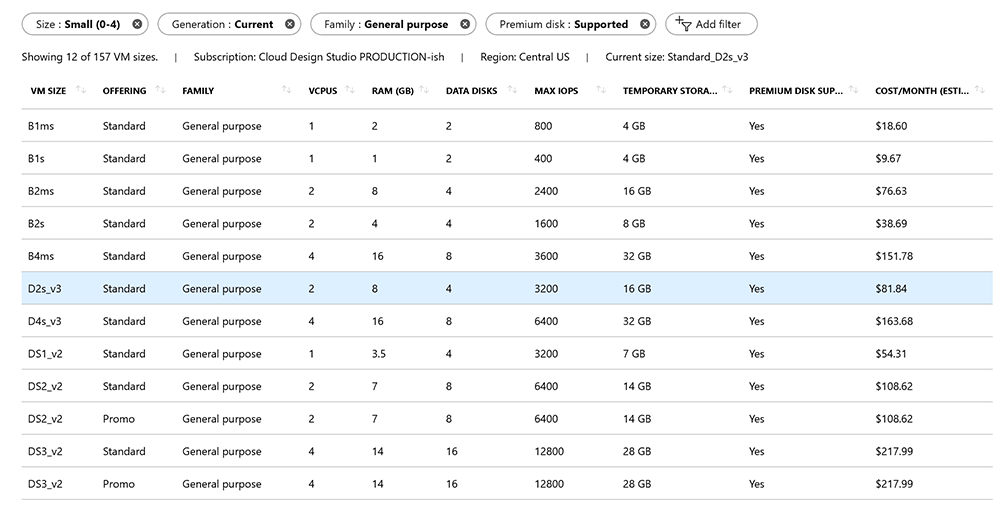 Size : Small (0-4) Generation : Current Family : General purpose Premium disk : Supported Add filter
Showing 12 of 157 VM sizes. | Subscription: Cloud Design Studio PRODUCTION-ish | Region: Central US | Current size: Standard_D2s_v3
VM SIZE OFFERING FAMILY VCPUS RAM (GB) DATA DISKS MAX IOPS TEMPORARY STORA... PREMIUM DISK SUP... COST/MONTH (ESTI...
B1ms Standard General purpose 1 2 2 800 4 GB Yes $18.60
B1s Standard General purpose 1 1 2 400 4 GB Yes $9.67
B2ms Standard General purpose 2 8 4 2400 16 GB Yes $76.63
B2s Standard General purpose 2 4 4 1600 8 GB Yes $38.69
B4ms Standard General purpose 4 16 8 3600 32 GB Yes $151.78
D2s_v3 Standard General purpose 2 8 4 3200 16 GB Yes $81.84
D4s_v3 Standard General purpose 4 16 8 6400 32 GB Yes $163.68
DS1_v2 Standard General purpose 1 3.5 4 3200 7 GB Yes $54.31
DS2_v2 Standard General purpose 2 7 8 6400 14 GB Yes $108.62
DS2_v2 Promo General purpose 2 7 8 6400 14 GB Yes $108.62
DS3_v2 Standard General purpose 4 14 16 12800 28 GB Yes $217.99
DS3_v2 Promo General purpose 4 14 16 12800 28 GB Yes $217.99